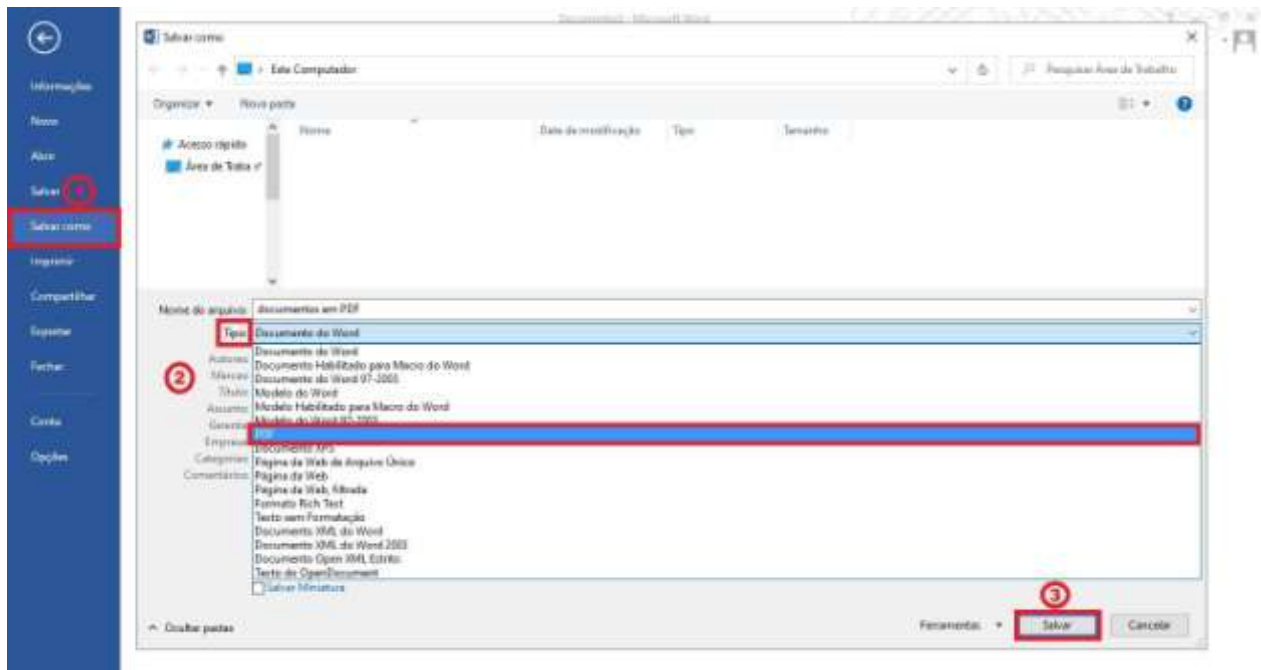 Documento1 - Microsoft Word
Salvar como
Este Computador
Pesquisar Área de Trabalho
Organizar
Nova pasta
Nome
Data de modificação
Tipo
Tamanho
Acesso rápido
Área de Traba
Informações
Novo
Abrir
Salvar
1
Salvar como
Imprimir
Compartilhar
Exportar
Fechar
Conta
Opções
Nome do arquivo: documentos em PDF
Tipo: Documento do Word
Documento do Word
Documento Habilitado para Macro do Word
Documento do Word 97-2003
Modelo do Word
Modelo Habilitado para Macro do Word
Modelo do Word 97-2003
PDF
Documento XPS
Página da Web de Arquivo Único
Página da Web
Página da Web, filtrada
Formato Rich Text
Texto sem Formatação
Documento XML do Word
Documento XML do Word 2003
Documento Open XML Estrito
Texto do OpenDocument
2
Autores
Marcas
Título
Assunto
Gerente
Empresa
Categorias
Comentários
Salvar Miniatura
3
Ocultar pastas
Ferramentas
Salvar
Cancelar